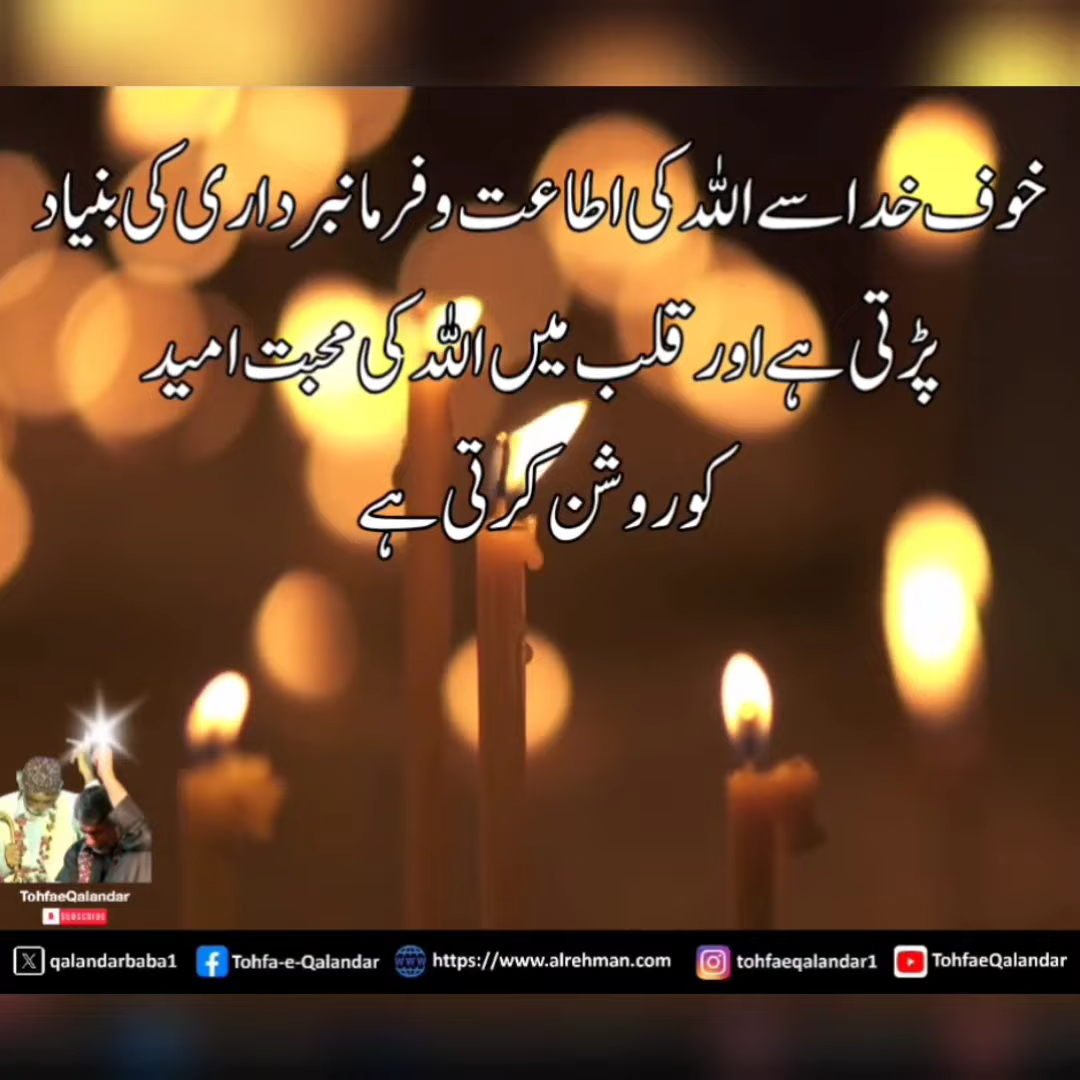 خوف خدا سے اللہ کی اطاعت و فرمانبرداری کی بنیاد
پڑتی ہے اور قلب میں اللہ کی محبت امید
کو روشن کرتی ہے
TohfaeQalandar
SUBSCRIBE
qalandarbaba1 Tohfa-e-Qalandar https://www.alrehman.com tohfaeqalandar1 TohfaeQalandar